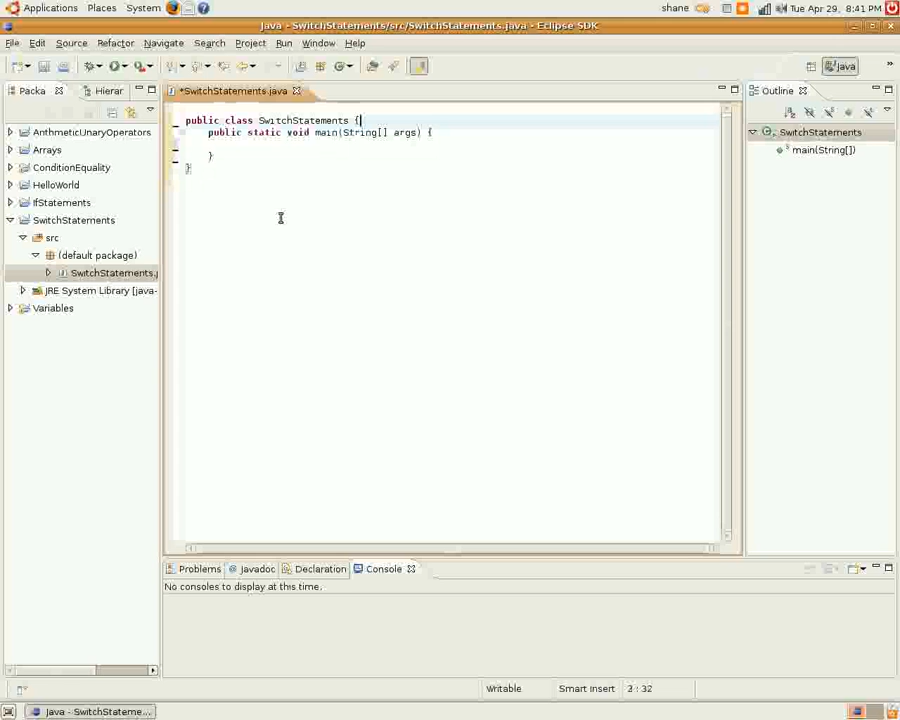 Applications Places System shane Tue Apr 29, 8:41 PM
Java - SwitchStatements/src/SwitchStatements.java - Eclipse SDK
File Edit Source Refactor Navigate Search Project Run Window Help
Java »
Packa Hierar
*SwitchStatements.java
Outline
ArithmeticUnaryOperators
Arrays
ConditionEquality
HelloWorld
IfStatements
SwitchStatements
src
(default package)
SwitchStatements.j
JRE System Library [java-
Variables
public class SwitchStatements {
public static void main(String[] args) {
}
}
SwitchStatements
main(String[])
Problems @ Javadoc Declaration Console
No consoles to display at this time.
Writable Smart Insert 3 : 32
Java - SwitchStateme...